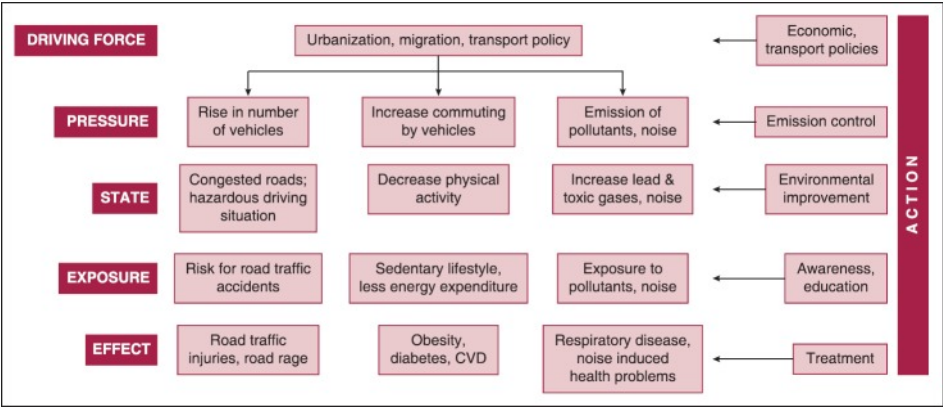 DRIVING FORCE
Urbanization, migration, transport policy
Economic,
transport policies
PRESSURE
Rise in number
of vehicles
Increase commuting
by vehicles
Emission of
pollutants, noise
Emission control
STATE
Congested roads;
hazardous driving
situation
Decrease physical
activity
Increase lead &
toxic gases, noise
Environmental
improvement
EXPOSURE
Risk for road traffic
accidents
Sedentary lifestyle,
less energy expenditure
Exposure to
pollutants, noise
Awareness,
education
EFFECT
Road traffic
injuries, road rage
Obesity,
diabetes, CVD
Respiratory disease,
noise induced
health problems
Treatment
ACTION